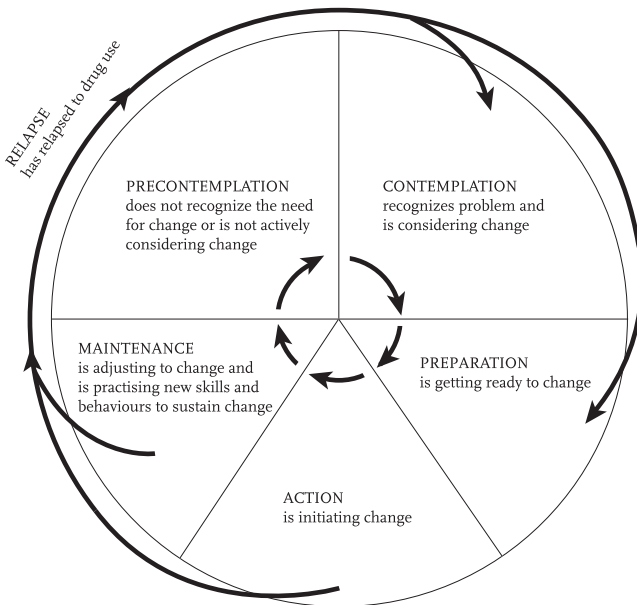 RELAPSE
has relapsed to drug use
PRECONTEMPLATION
does not recognize the need
for change or is not actively
considering change
CONTEMPLATION
recognizes problem and
is considering change
MAINTENANCE
is adjusting to change and
is practising new skills and
behaviours to sustain change
PREPARATION
is getting ready to change
ACTION
is initiating change